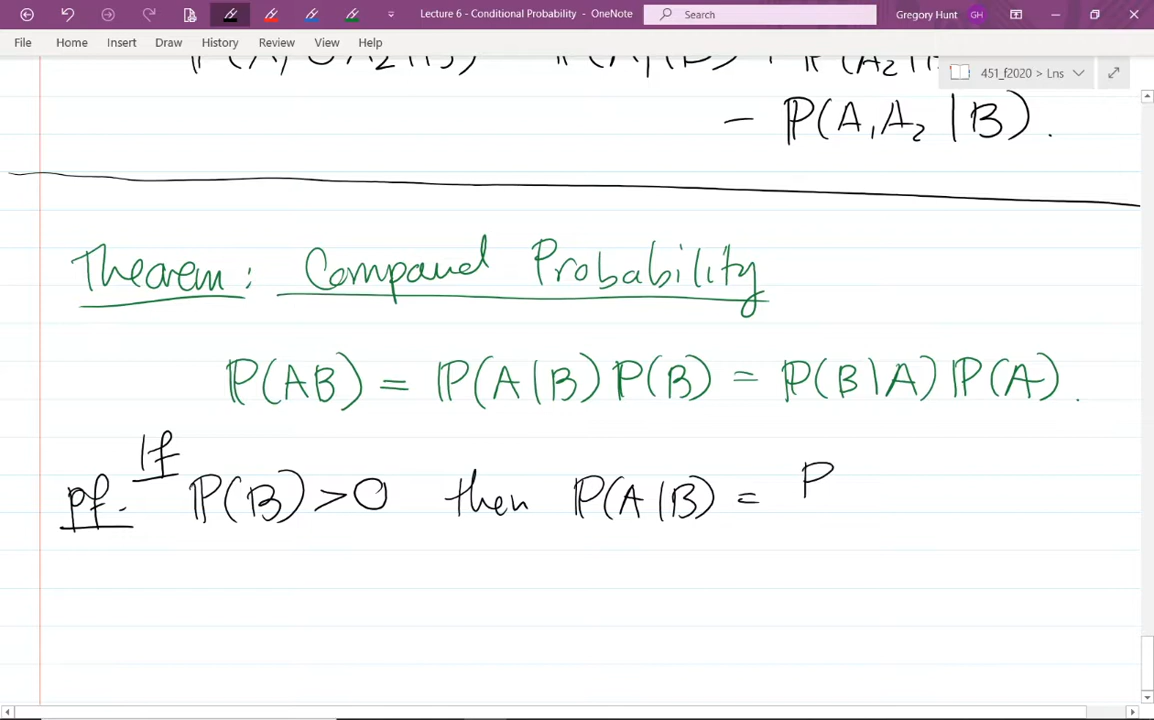 Lecture 6 - Conditional Probability - OneNote
Search
Gregory Hunt GH
File Home Insert Draw History Review View Help
451_f2020 > Lns
- ℙ(A₁A₂ | B).
Theorem: Compound Probability
ℙ(AB) = ℙ(A|B) ℙ(B) = ℙ(B|A) ℙ(A).
pf. If ℙ(B) > 0 then ℙ(A|B) = P